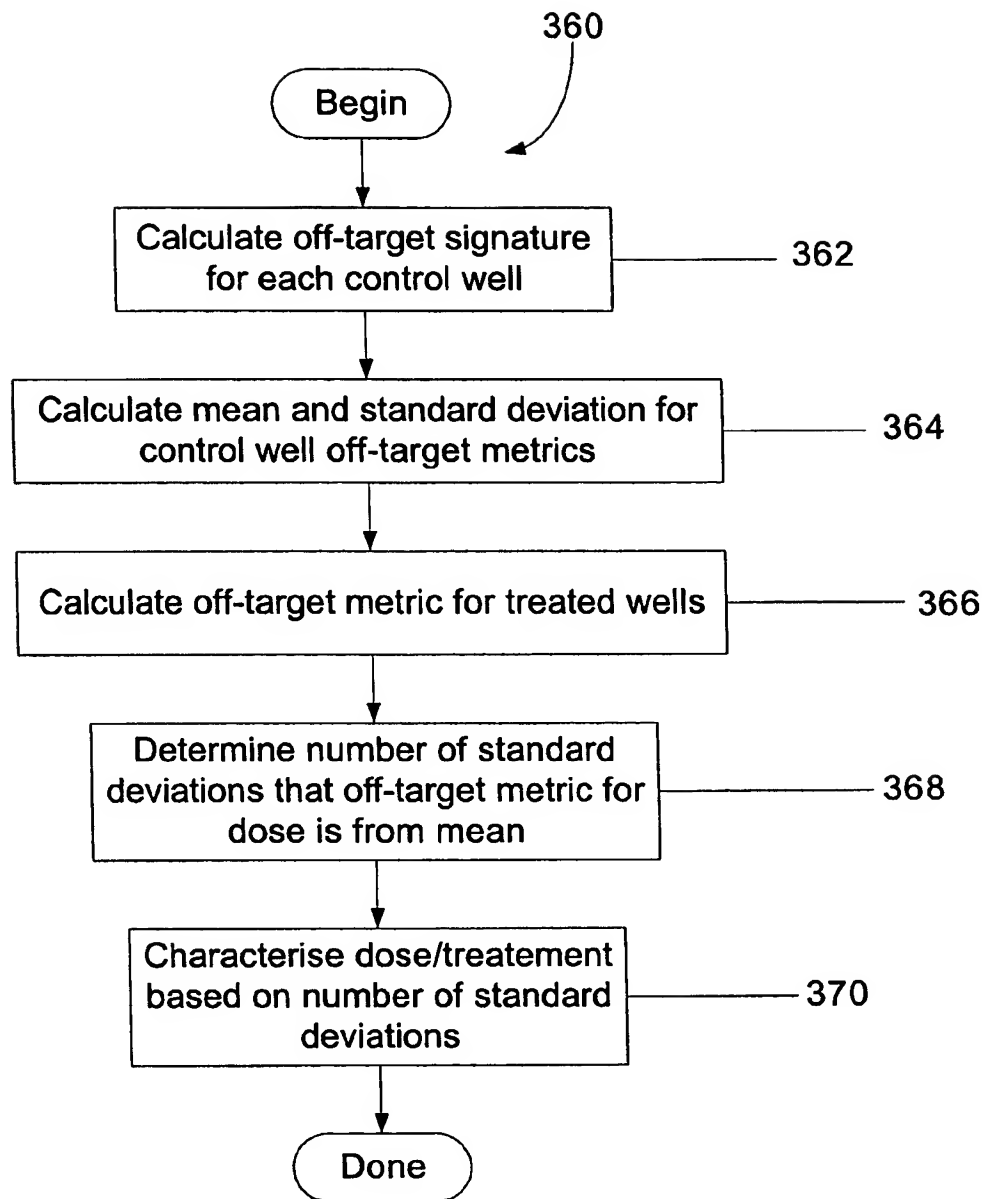 360
Begin
Calculate off-target signature
for each control well
362
Calculate mean and standard deviation for
control well off-target metrics
364
Calculate off-target metric for treated wells
366
Determine number of standard
deviations that off-target metric for
dose is from mean
368
Characterise dose/treatement
based on number of standard
deviations
370
Done